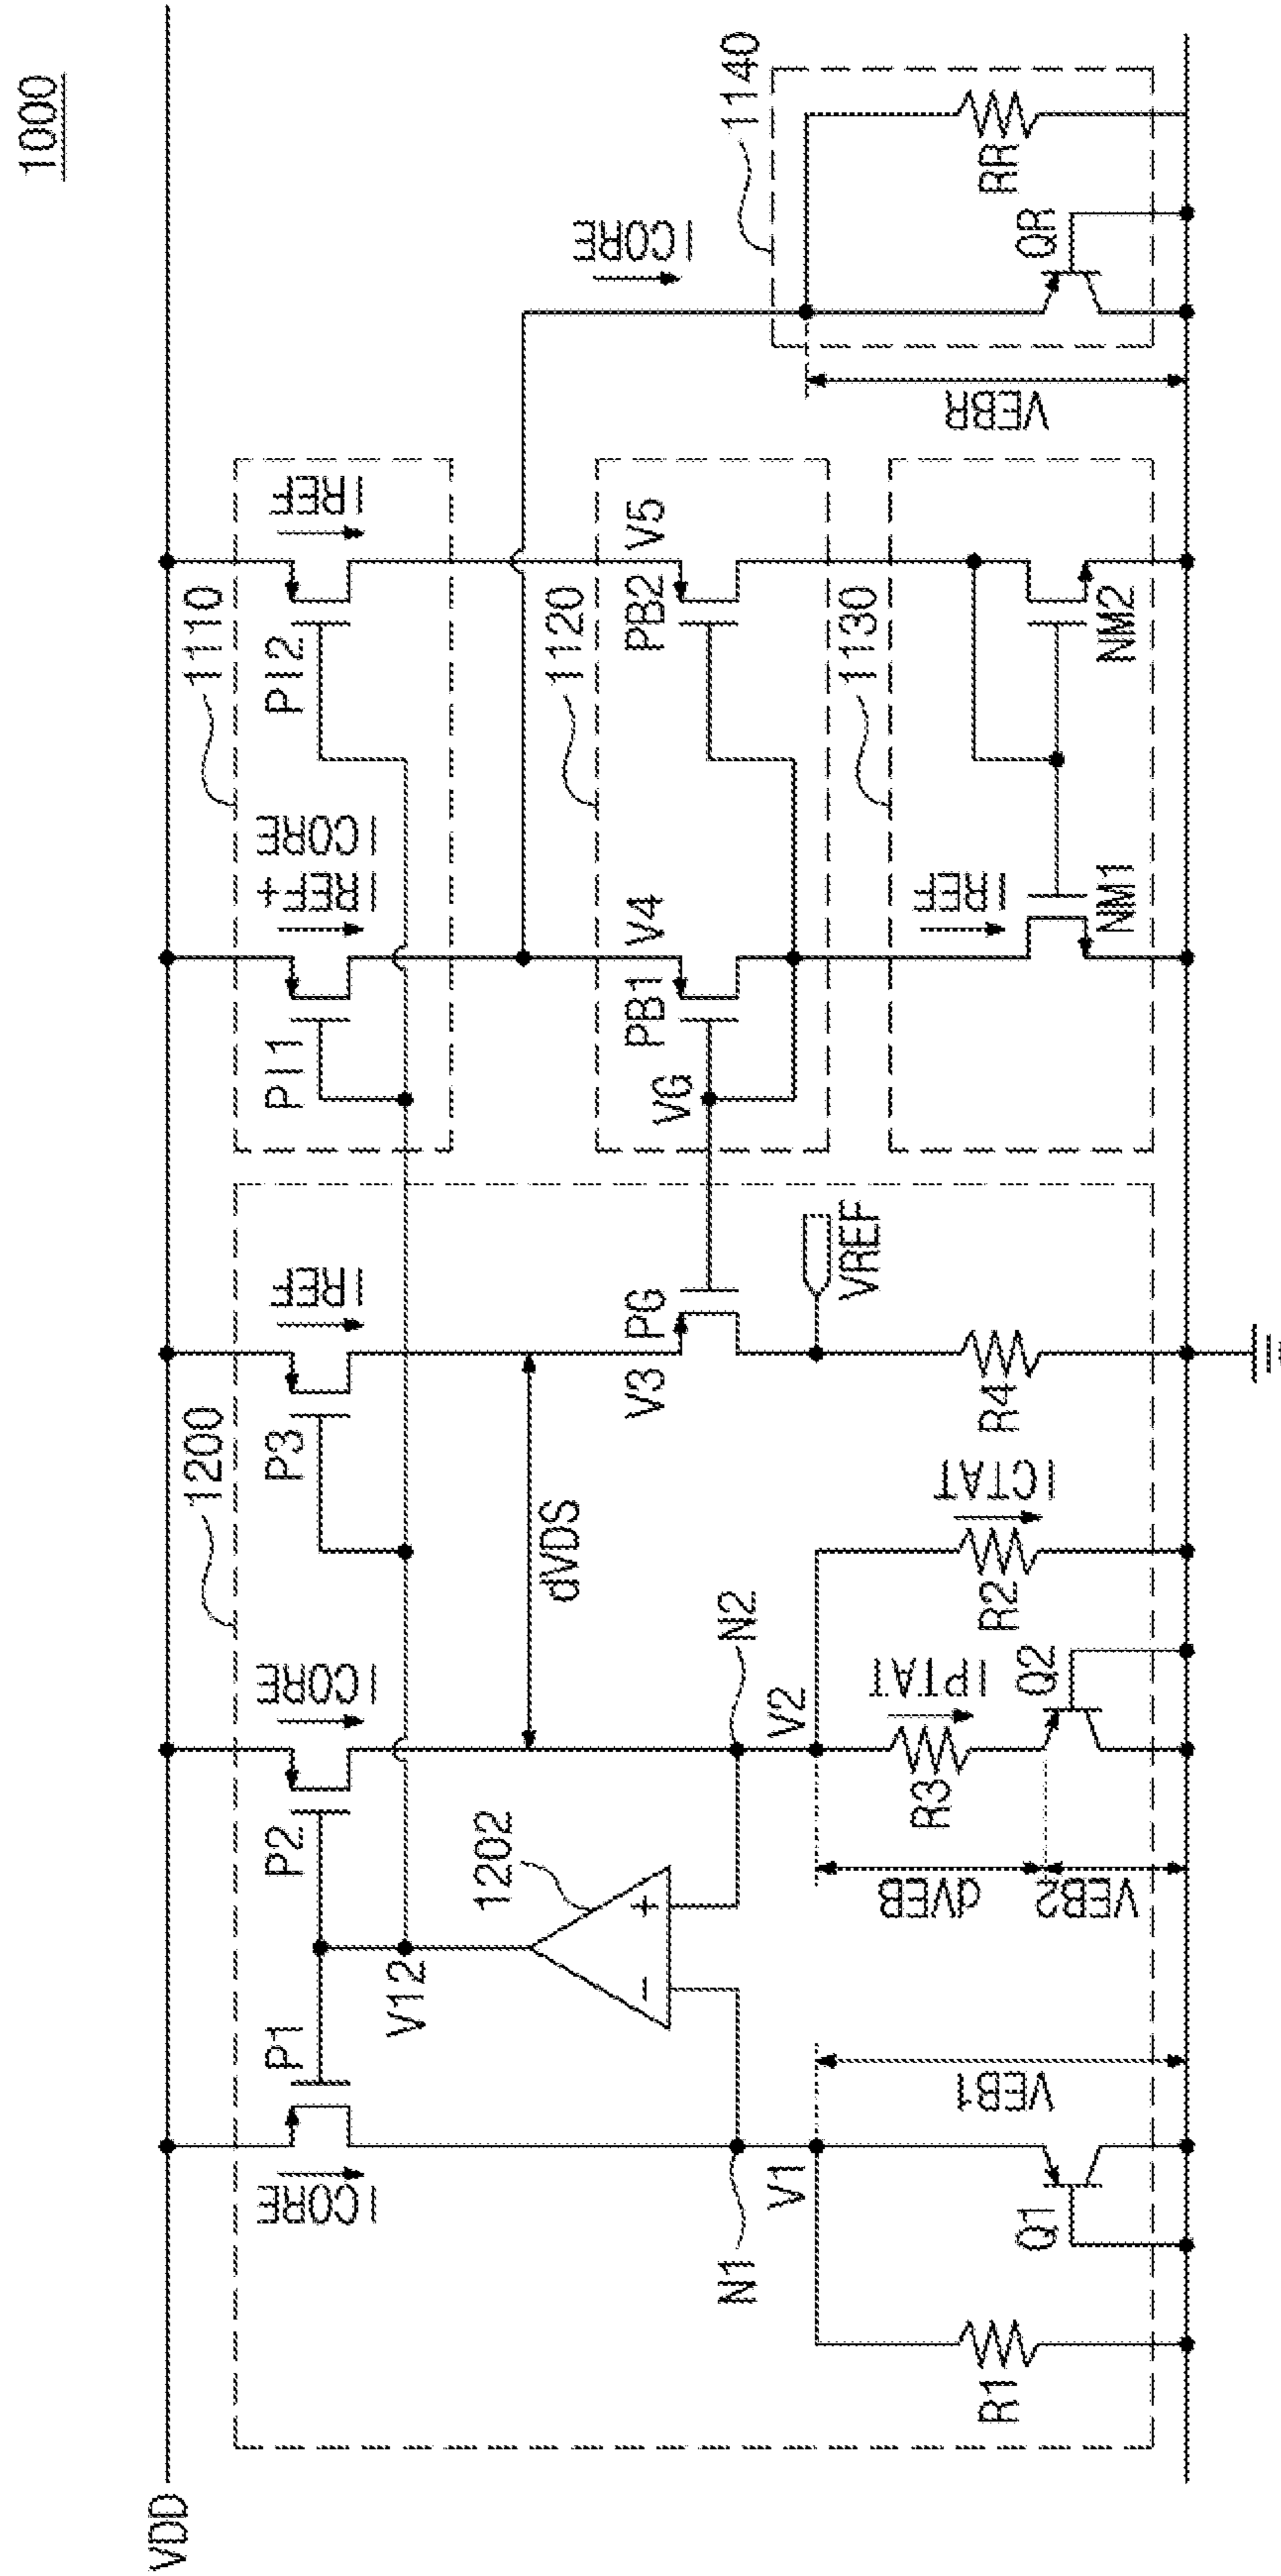 1000
VDD
1200
1110
P1
P2
P3
PI1
PI2
ICORE
ICORE
IREF
IREF+
ICORE
IREF
V12
1202
dVDS
ICORE
1140
1120
V3
PG
VG
PB1
V4
PB2
V5
N1
N2
V1
V2
VREF
1130
VEB1
dVEB
VEB2
IPTAT
ICTAT
IREF
VEBR
R1
Q1
R3
Q2
R2
R4
NM1
NM2
QR
RR